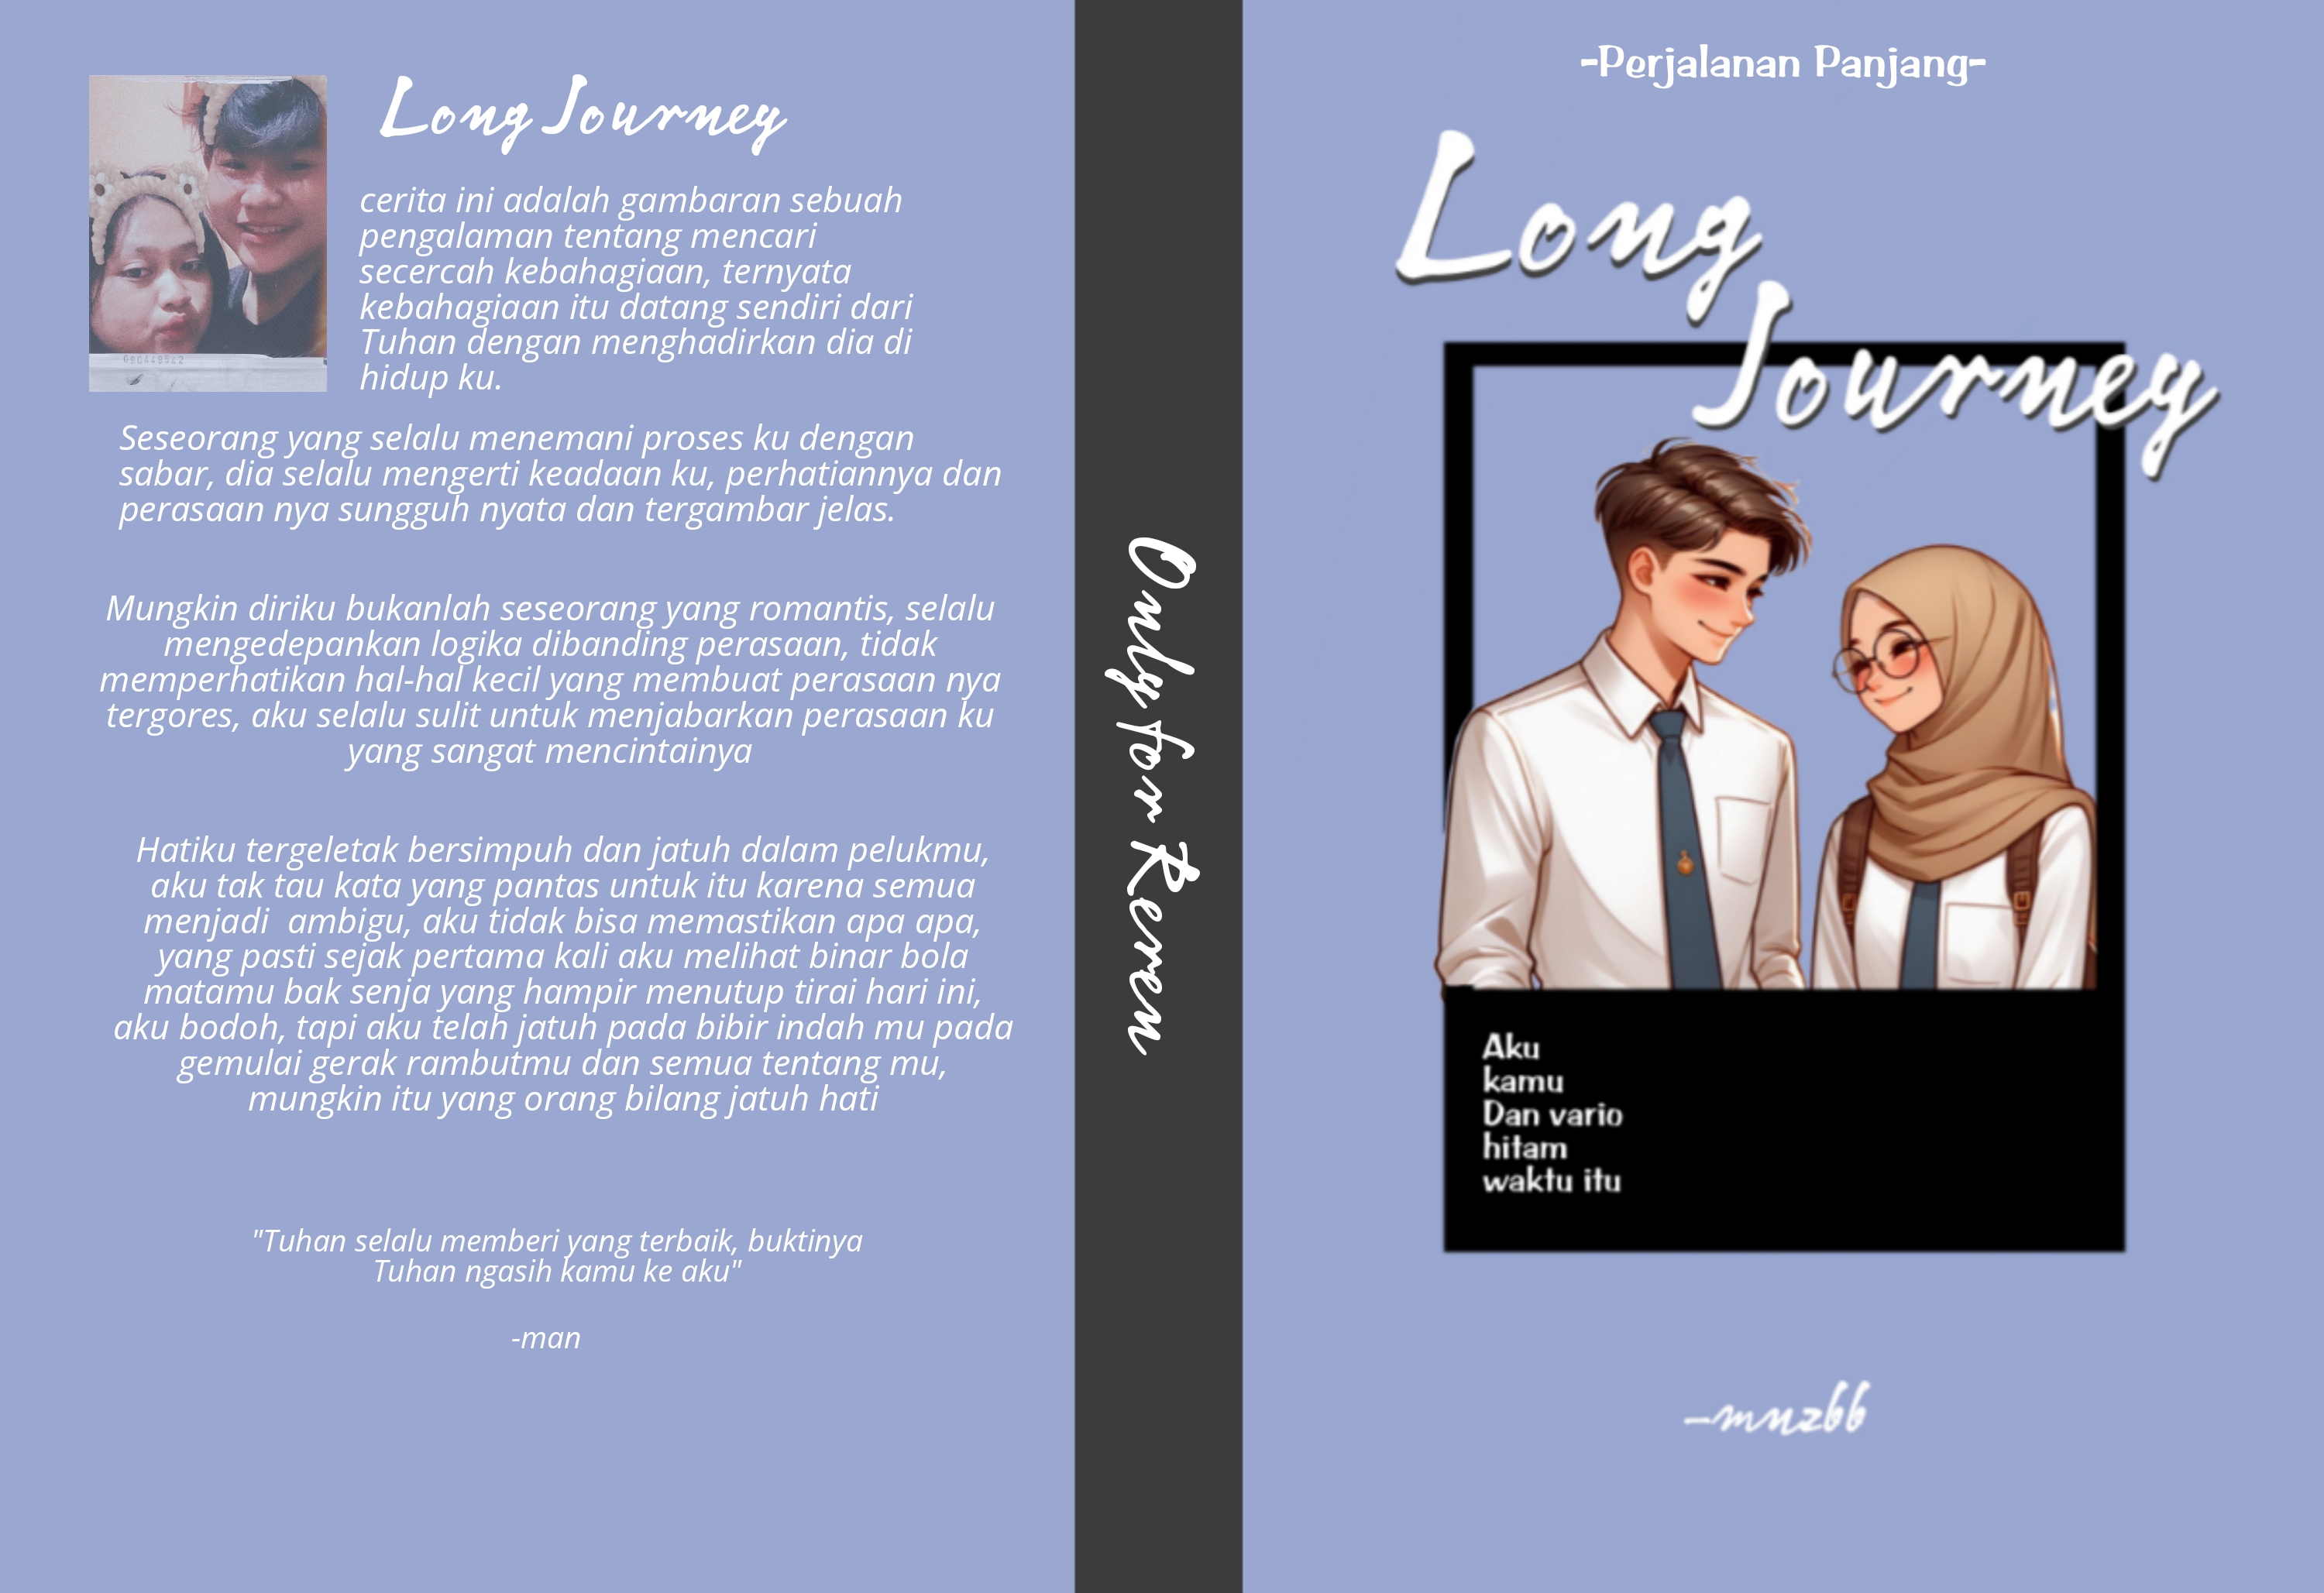 Long Journey
cerita ini adalah gambaran sebuah
pengalaman tentang mencari
secercah kebahagiaan, ternyata
kebahagiaan itu datang sendiri dari
Tuhan dengan menghadirkan dia di
hidup ku.
Seseorang yang selalu menemani proses ku dengan
sabar, dia selalu mengerti keadaan ku, perhatiannya dan
perasaan nya sungguh nyata dan tergambar jelas.
Mungkin diriku bukanlah seseorang yang romantis, selalu
mengedepankan logika dibanding perasaan, tidak
memperhatikan hal-hal kecil yang membuat perasaan nya
tergores, aku selalu sulit untuk menjabarkan perasaan ku
yang sangat mencintainya
Hatiku tergeletak bersimpuh dan jatuh dalam pelukmu,
aku tak tau kata yang pantas untuk itu karena semua
menjadi  ambigu, aku tidak bisa memastikan apa apa,
yang pasti sejak pertama kali aku melihat binar bola
matamu bak senja yang hampir menutup tirai hari ini,
aku bodoh, tapi aku telah jatuh pada bibir indah mu pada
gemulai gerak rambutmu dan semua tentang mu,
mungkin itu yang orang bilang jatuh hati
"Tuhan selalu memberi yang terbaik, buktinya
Tuhan ngasih kamu ke aku"
-man
Only for Rerem
-Perjalanan Panjang-
Long
Journey
Aku
kamu
Dan vario
hitam
waktu itu
-mnzbb